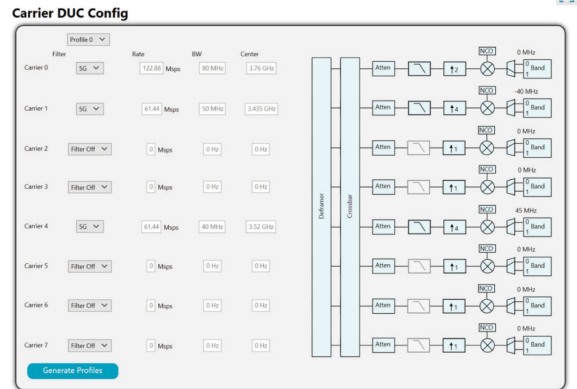 Carrier DUC Config
Profile 0
Filter Rate BW Center
Carrier 0 5G 122.88 Msps 80 MHz 3.76 GHz Atten ↑2 NCO 0 MHz 0 1 Band
Carrier 1 5G 61.44 Msps 50 MHz 3.435 GHz Atten ↑4 NCO -40 MHz 0 1 Band
Carrier 2 Filter Off 0 Msps 0 Hz 0 Hz Atten ↑1 NCO 0 MHz 0 1 Band
Carrier 3 Filter Off 0 Msps 0 Hz 0 Hz Atten ↑1 NCO 0 MHz 0 1 Band
Deframer
Crossbar
Carrier 4 5G 61.44 Msps 40 MHz 3.52 GHz Atten ↑4 NCO 45 MHz 0 1 Band
Carrier 5 Filter Off 0 Msps 0 Hz 0 Hz Atten ↑1 NCO 0 MHz 0 1 Band
Carrier 6 Filter Off 0 Msps 0 Hz 0 Hz Atten ↑1 NCO 0 MHz 0 1 Band
Carrier 7 Filter Off 0 Msps 0 Hz 0 Hz Atten ↑1 NCO 0 MHz 0 1 Band
Generate Profiles